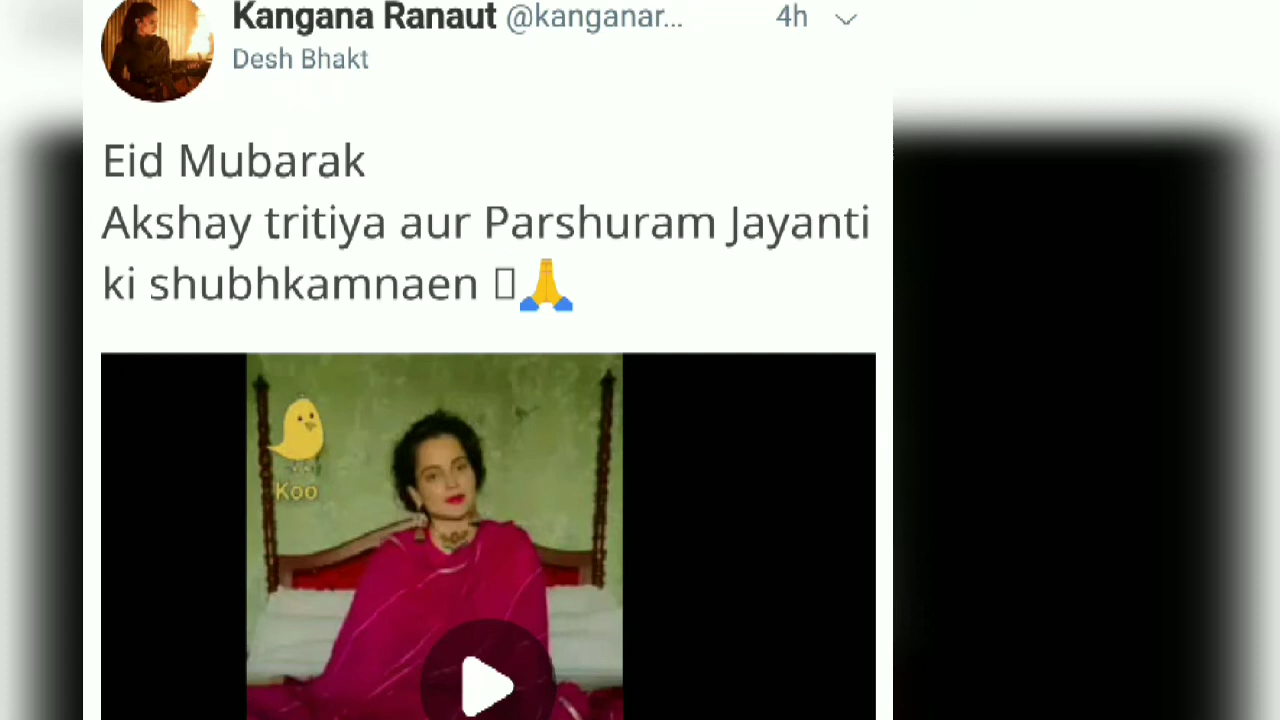 Kangana Ranaut @kanganar... 4h
Desh Bhakt
Eid Mubarak
Akshay tritiya aur Parshuram Jayanti
ki shubhkamnaen 🙏
Koo